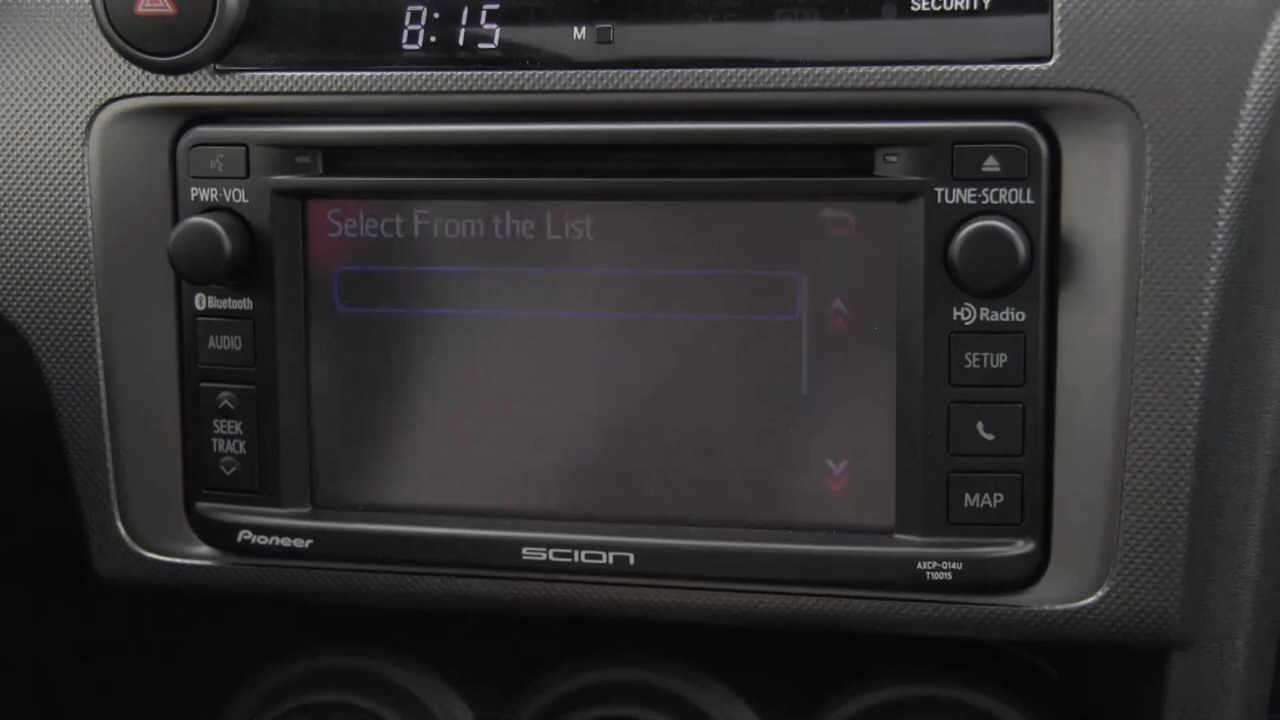 8:15
M
SECURITY
PWR·VOL
TUNE·SCROLL
Select From the List
Bluetooth
HD Radio
AUDIO
SETUP
SEEK
TRACK
MAP
Pioneer
SCION
AXCP-014U
T10015